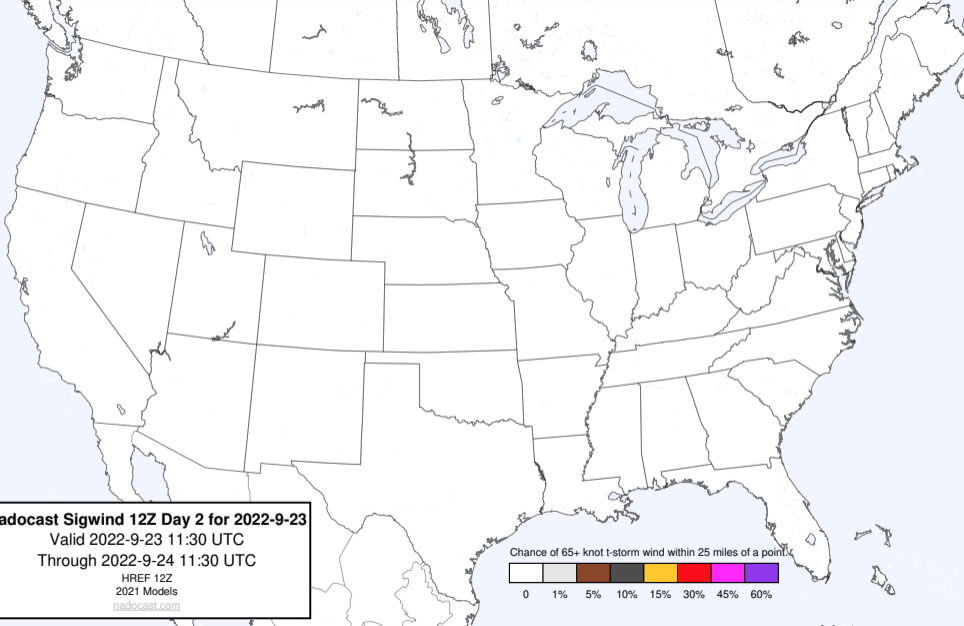 adocast Sigwind 12Z Day 2 for 2022-9-23
Valid 2022-9-23 11:30 UTC
Through 2022-9-24 11:30 UTC
HREF 12Z
2021 Models
nadocast.com
Chance of 65+ knot t-storm wind within 25 miles of a point.
0 1% 5% 10% 15% 30% 45% 60%